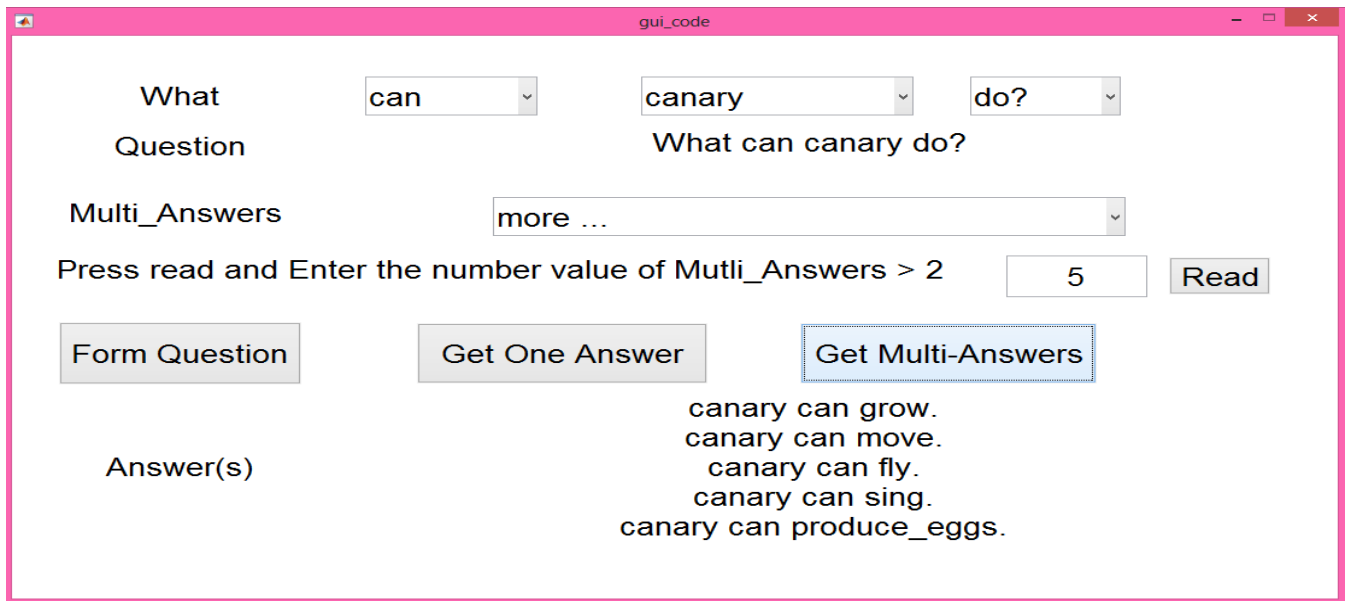 gui_code
What can canary do?
Question What can canary do?
Multi_Answers more ...
Press read and Enter the number value of Mutli_Answers > 2 5 Read
Form Question Get One Answer Get Multi-Answers
canary can grow.
canary can move.
Answer(s) canary can fly.
canary can sing.
canary can produce_eggs.